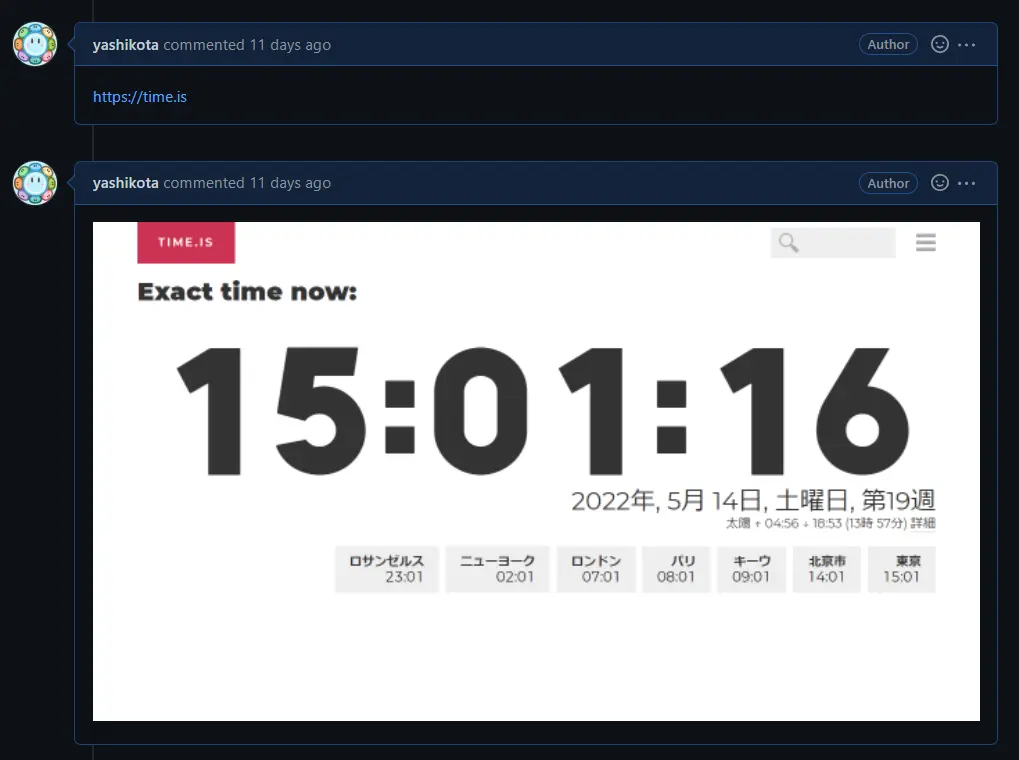 yashikota commented 11 days ago Author
https://time.is
yashikota commented 11 days ago Author
TIME.IS
Exact time now:
15:01:16
2022年, 5月 14日, 土曜日, 第19週
太陽 ↑ 04:56 ↓ 18:53 (13時 57分) 詳細
ロサンゼルス ニューヨーク ロンドン パリ キーウ 北京市 東京
23:01 02:01 07:01 08:01 09:01 14:01 15:01